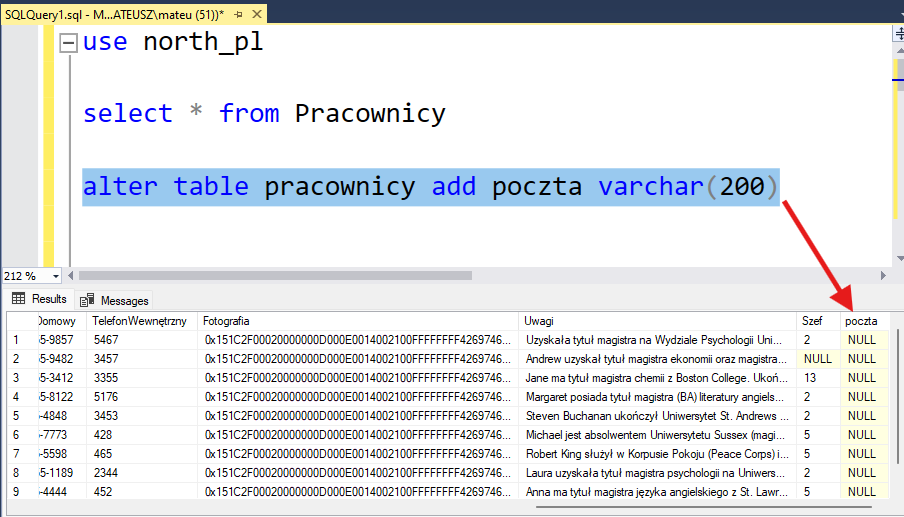 SQLQuery1.sql - M...ATEUSZ\mateu (51))*
use north_pl
select * from Pracownicy
alter table pracownicy add poczta varchar(200)
212 %
Results Messages
Domowy TelefonWewnętrzny Fotografia Uwagi Szef poczta
1 5-9857 5467 0x151C2F00020000000D000E0014002100FFFFFFFF4269746... Uzyskała tytuł magistra na Wydziale Psychologii Uni... 2 NULL
2 5-9482 3457 0x151C2F00020000000D000E0014002100FFFFFFFF4269746... Andrew uzyskał tytuł magistra ekonomii oraz magistra... NULL NULL
3 5-3412 3355 0x151C2F00020000000D000E0014002100FFFFFFFF4269746... Jane ma tytuł magistra chemii z Boston College. Ukoń... 13 NULL
4 5-8122 5176 0x151C2F00020000000D000E0014002100FFFFFFFF4269746... Margaret posiada tytuł magistra (BA) literatury angiels... 2 NULL
5 -4848 3453 0x151C2F00020000000D000E0014002100FFFFFFFF4269746... Steven Buchanan ukończył Uniwersytet St. Andrews ... 2 NULL
6 -7773 428 0x151C2F00020000000D000E0014002100FFFFFFFF4269746... Michael jest absolwentem Uniwersytetu Sussex (magi... 5 NULL
7 -5598 465 0x151C2F00020000000D000E0014002100FFFFFFFF4269746... Robert King służył w Korpusie Pokoju (Peace Corps) i... 5 NULL
8 5-1189 2344 0x151C2F00020000000D000E0014002100FFFFFFFF4269746... Laura uzyskała tytuł magistra psychologii na Uniwers... 2 NULL
9 -4444 452 0x151C2F00020000000D000E0014002100FFFFFFFF4269746... Anna ma tytuł magistra języka angielskiego z St. Lawr... 5 NULL